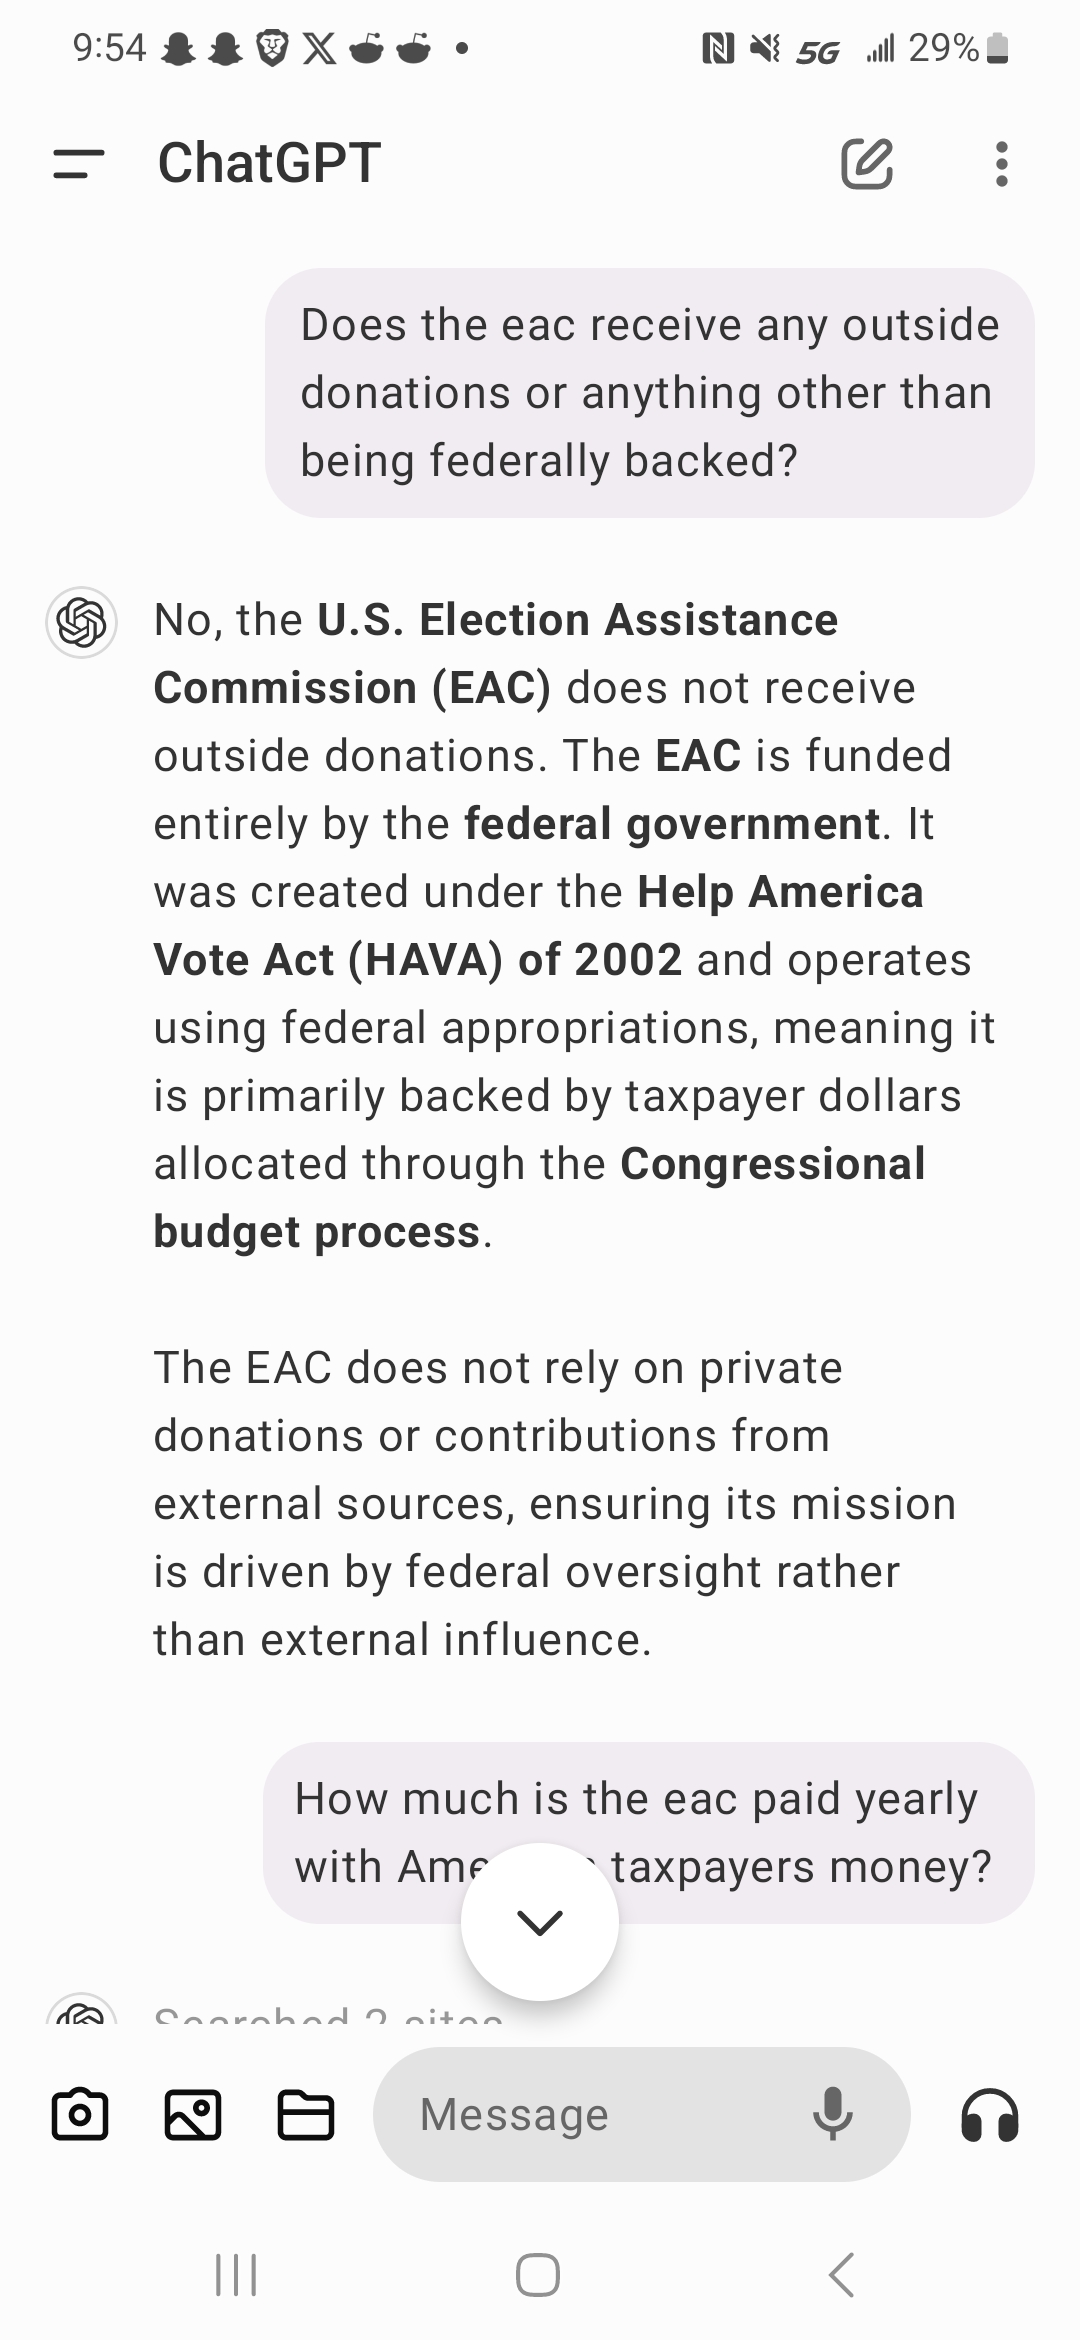 9:54
5G
29%
ChatGPT
Does the eac receive any outside
donations or anything other than
being federally backed?
No, the U.S. Election Assistance
Commission (EAC) does not receive
outside donations. The EAC is funded
entirely by the federal government. It
was created under the Help America
Vote Act (HAVA) of 2002 and operates
using federal appropriations, meaning it
is primarily backed by taxpayer dollars
allocated through the Congressional
budget process.
The EAC does not rely on private
donations or contributions from
external sources, ensuring its mission
is driven by federal oversight rather
than external influence.
How much is the eac paid yearly
with taxpayers money?
Searched 2 sites
Message